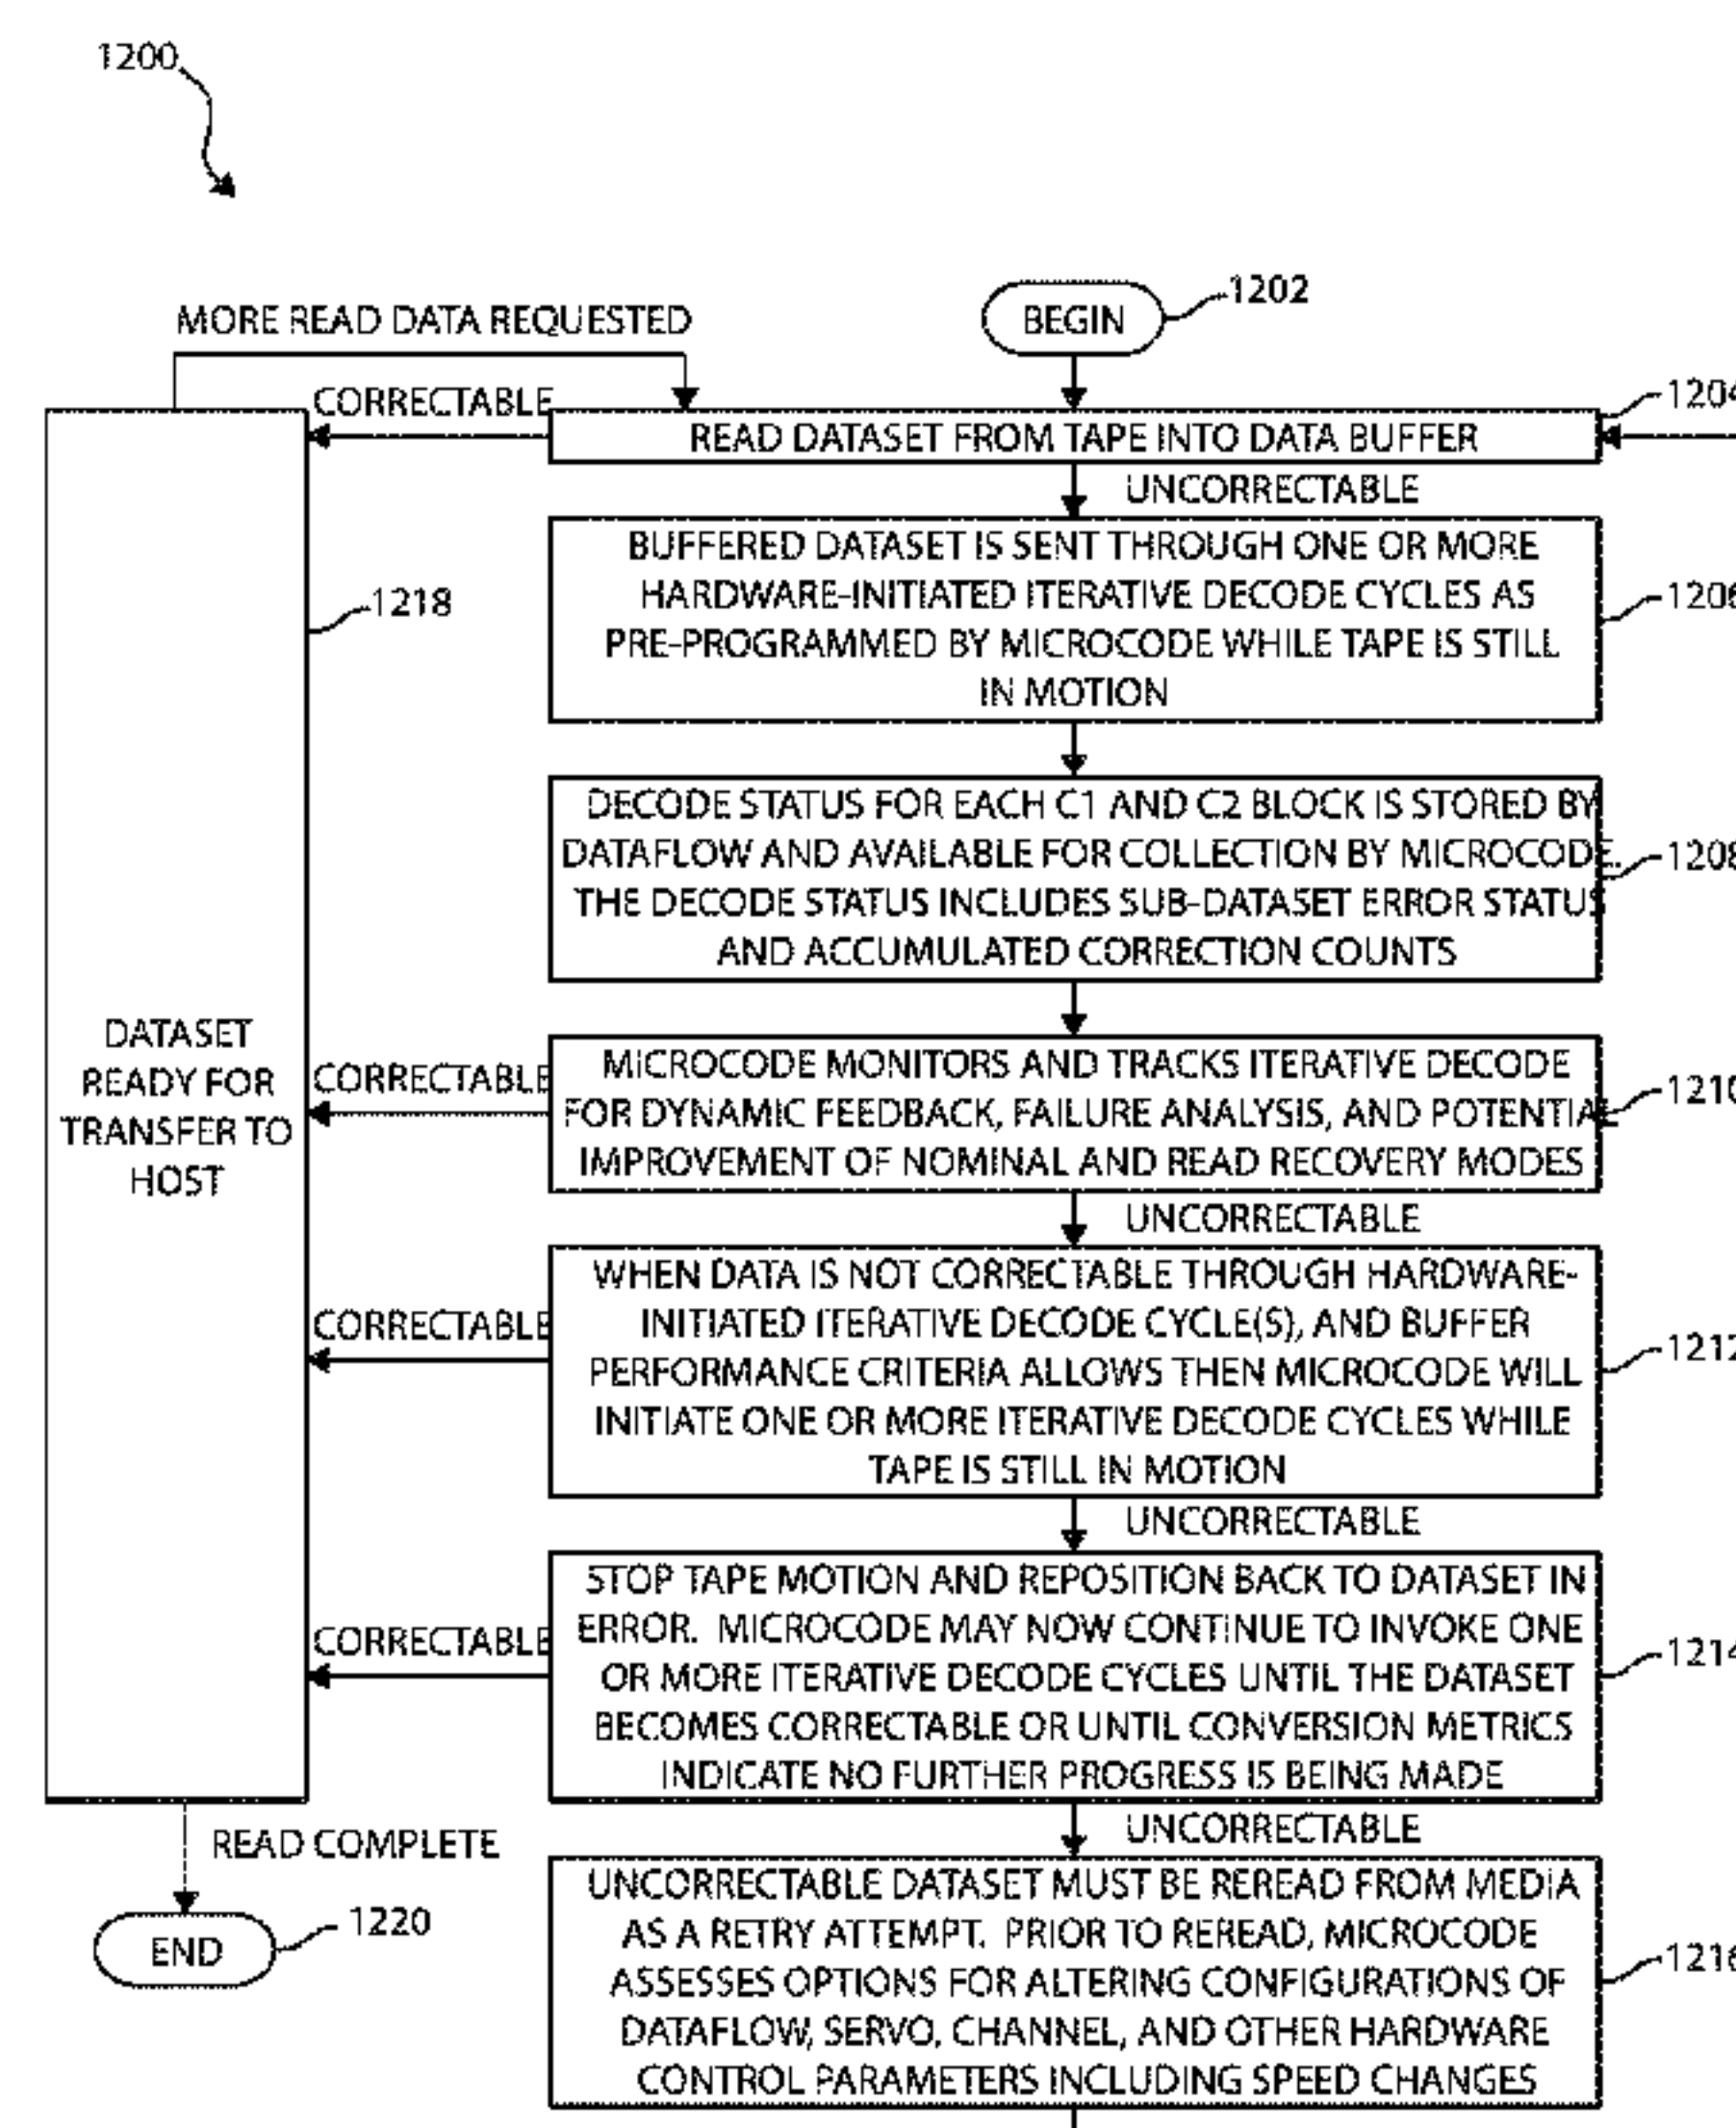 1200
1202
BEGIN
MORE READ DATA REQUESTED
CORRECTABLE
1204
READ DATASET FROM TAPE INTO DATA BUFFER
UNCORRECTABLE
BUFFERED DATASET IS SENT THROUGH ONE OR MORE
HARDWARE-INITIATED ITERATIVE DECODE CYCLES AS
PRE-PROGRAMMED BY MICROCODE WHILE TAPE IS STILL
IN MOTION
1206
1218
DECODE STATUS FOR EACH C1 AND C2 BLOCK IS STORED BY
DATAFLOW AND AVAILABLE FOR COLLECTION BY MICROCODE.
THE DECODE STATUS INCLUDES SUB-DATASET ERROR STATUS
AND ACCUMULATED CORRECTION COUNTS
1208
DATASET
READY FOR
TRANSFER TO
HOST
CORRECTABLE
MICROCODE MONITORS AND TRACKS ITERATIVE DECODE
FOR DYNAMIC FEEDBACK, FAILURE ANALYSIS, AND POTENTIAL
IMPROVEMENT OF NOMINAL AND READ RECOVERY MODES
1210
UNCORRECTABLE
CORRECTABLE
WHEN DATA IS NOT CORRECTABLE THROUGH HARDWARE-
INITIATED ITERATIVE DECODE CYCLE(S), AND BUFFER
PERFORMANCE CRITERIA ALLOWS THEN MICROCODE WILL
INITIATE ONE OR MORE ITERATIVE DECODE CYCLES WHILE
TAPE IS STILL IN MOTION
1212
UNCORRECTABLE
CORRECTABLE
STOP TAPE MOTION AND REPOSITION BACK TO DATASET IN
ERROR. MICROCODE MAY NOW CONTINUE TO INVOKE ONE
OR MORE ITERATIVE DECODE CYCLES UNTIL THE DATASET
BECOMES CORRECTABLE OR UNTIL CONVERSION METRICS
INDICATE NO FURTHER PROGRESS IS BEING MADE
1214
UNCORRECTABLE
READ COMPLETE
1220
END
UNCORRECTABLE DATASET MUST BE REREAD FROM MEDIA
AS A RETRY ATTEMPT. PRIOR TO REREAD, MICROCODE
ASSESSES OPTIONS FOR ALTERING CONFIGURATIONS OF
DATAFLOW, SERVO, CHANNEL, AND OTHER HARDWARE
CONTROL PARAMETERS INCLUDING SPEED CHANGES
1216